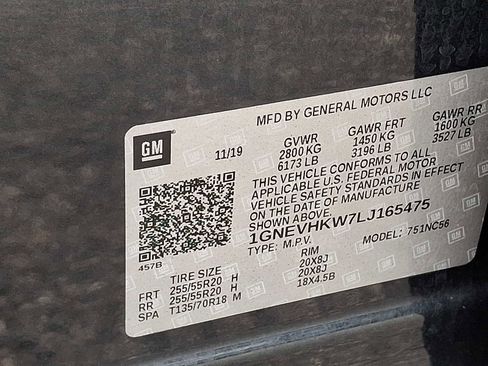 MFD BY GENERAL MOTORS LLC
GM
11/19
GVWR GAWR FRT GAWR RR
2800 KG 1450 KG 1600 KG
6173 LB 3196 LB 3527 LB
THIS VEHICLE CONFORMS TO ALL
APPLICABLE U.S. FEDERAL MOTOR
VEHICLE SAFETY STANDARDS IN EFFECT
ON THE DATE OF MANUFACTURE
SHOWN ABOVE.
1GNEVHKW7LJ165475
TYPE: M.P.V. MODEL: 751NC56
457B
TIRE SIZE RIM
FRT 255/55R20 H 20X8J
RR 255/55R20 H 20X8J
SPA T135/70R18 M 18X4.5B